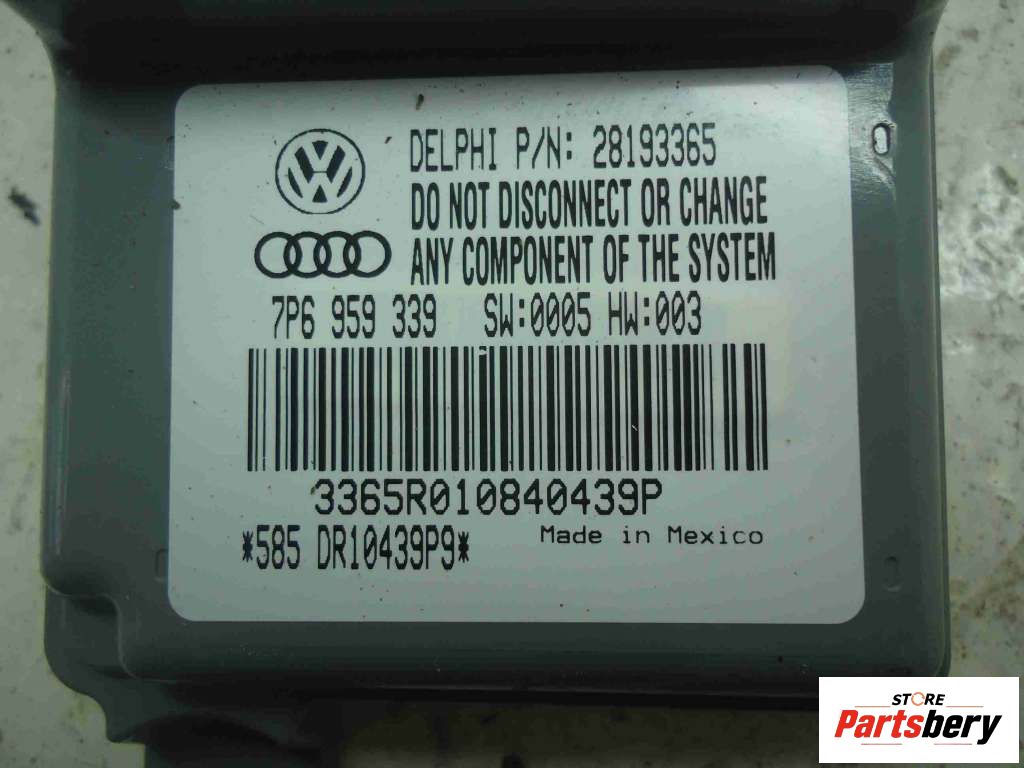 DELPHI P/N: 28193365
DO NOT DISCONNECT OR CHANGE
ANY COMPONENT OF THE SYSTEM
7P6 959 339 SW:0005 HW:003
3365R010840439P
*585 DR10439P9*
Made in Mexico
STORE
Partsbery